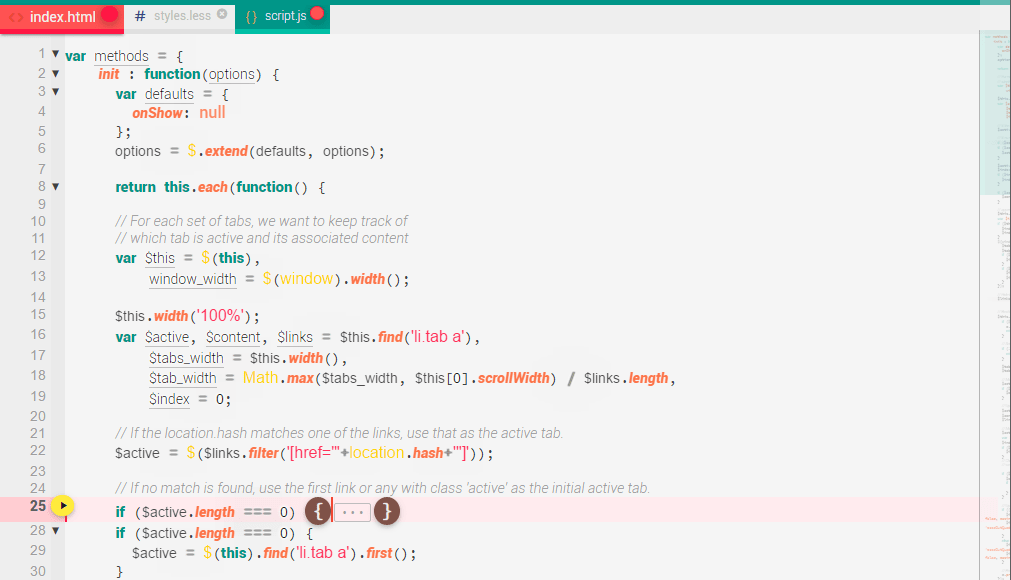 <> index.html # styles.less {} script.js
1 var methods = {
2 init : function(options) {
3 var defaults = {
4 onShow: null
5 };
6 options = $.extend(defaults, options);
7
8 return this.each(function() {
9
10 // For each set of tabs, we want to keep track of
11 // which tab is active and its associated content
12 var $this = $(this),
13 window_width = $(window).width();
14
15 $this.width('100%');
16 var $active, $content, $links = $this.find('li.tab a'),
17 $tabs_width = $this.width(),
18 $tab_width = Math.max($tabs_width, $this[0].scrollWidth) / $links.length,
19 $index = 0;
20
21 // If the location.hash matches one of the links, use that as the active tab.
22 $active = $($links.filter('[href="'+location.hash+'"]'));
23
24 // If no match is found, use the first link or any with class 'active' as the initial active tab.
25 if ($active.length === 0) { ... }
28 if ($active.length === 0) {
29 $active = $(this).find('li.tab a').first();
30 }